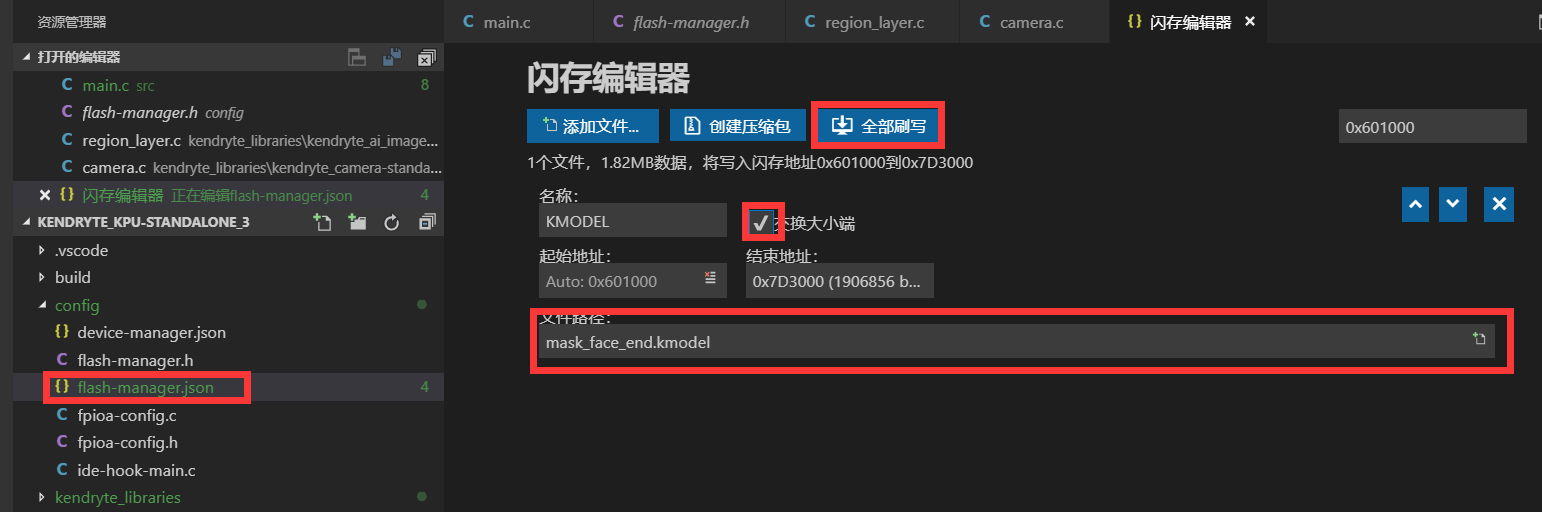 资源管理器
打开的编辑器
main.c src 8
flash-manager.h config
region_layer.c kendryte_libraries\kendryte_ai_image...
camera.c kendryte_libraries\kendryte_camera-standa...
{} 闪存编辑器 正在编辑flash-manager.json 4
KENDRYTE_KPU-STANDALONE_3
.vscode
build
config
{} device-manager.json
C flash-manager.h
{} flash-manager.json 4
C fpioa-config.c
C fpioa-config.h
C ide-hook-main.c
kendryte_libraries
C main.c C flash-manager.h C region_layer.c C camera.c {} 闪存编辑器
闪存编辑器
添加文件... 创建压缩包 全部刷写 0x601000
1个文件，1.82MB数据，将写入闪存地址0x601000到0x7D3000
名称：
KMODEL 交换大小端
起始地址： 结束地址：
Auto: 0x601000 0x7D3000 (1906856 b...
文件路径：
mask_face_end.kmodel